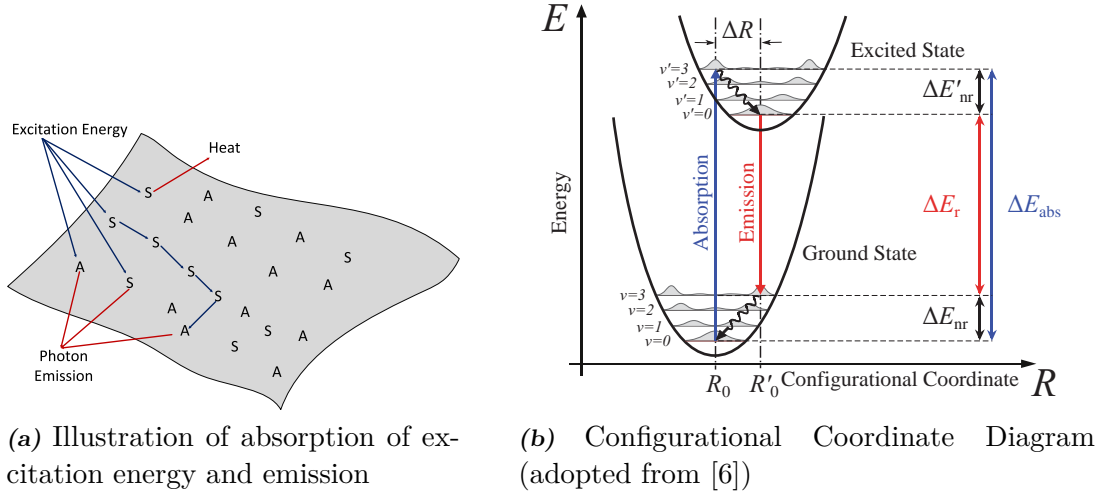 Excitation Energy
Heat
S
A
S
A
S
S
A
A
S
A
S
A
S
A
S
A
A
A
S
A
S
A
Photon
Emission
(a) Illustration of absorption of ex-
citation energy and emission
E
ΔR
Excited State
v'=3
v'=2
v'=1
v'=0
ΔE'nr
Energy
Absorption
Emission
ΔEr
ΔEabs
Ground State
v=3
v=2
v=1
v=0
ΔEnr
R0
R'0
Configurational Coordinate
R
(b) Configurational Coordinate Diagram
(adopted from [6])